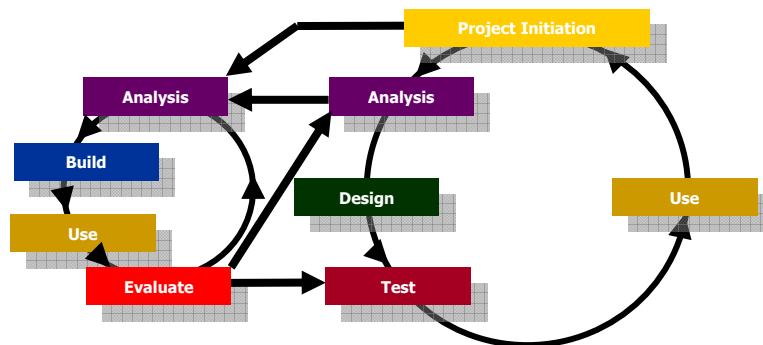 Project Initiation
Analysis
Analysis
Build
Design
Use
Use
Evaluate
Test